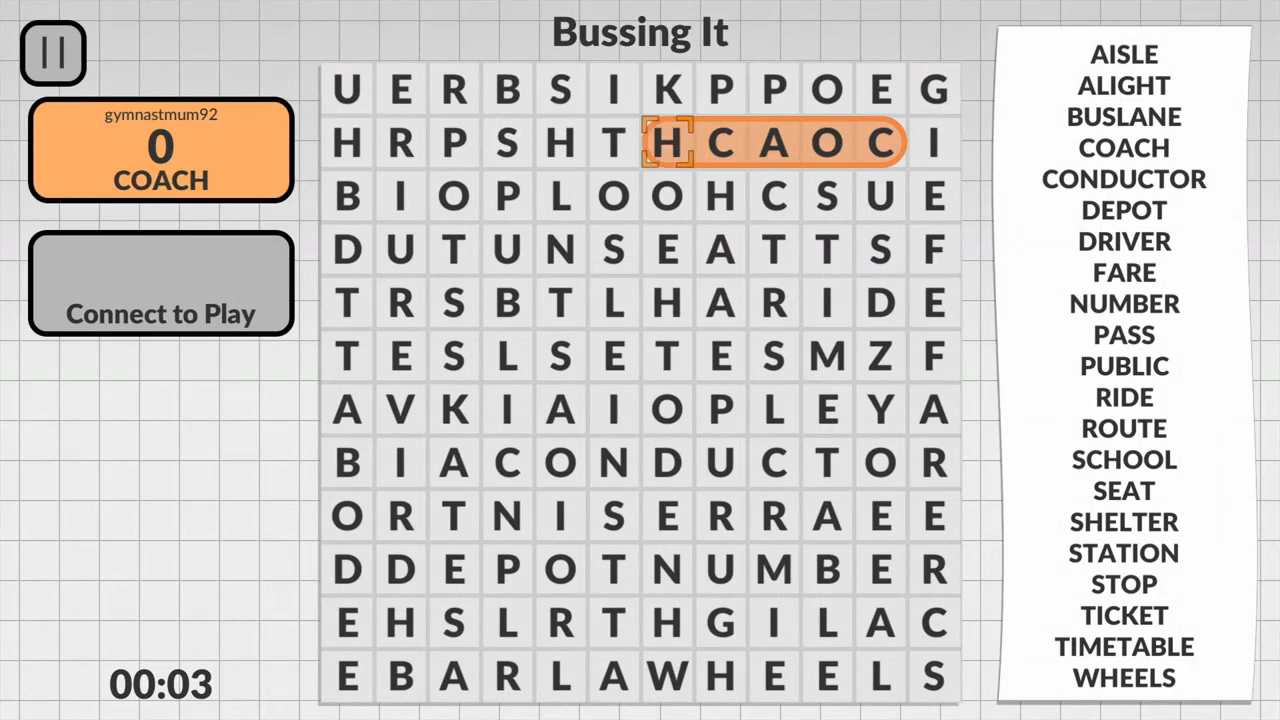 Bussing It
gymnastmum92
0
COACH
Connect to Play
00:03
U E R B S I K P P O E G
H R P S H T H C A O C I
B I O P L O O H C S U E
D U T U N S E A T T S F
T R S B T L H A R I D E
T E S L S E T E S M Z F
A V K I A I O P L E Y A
B I A C O N D U C T O R
O R T N I S E R R A E E
D D E P O T N U M B E R
E H S L R T H G I L A C
E B A R L A W H E E L S
AISLE
ALIGHT
BUSLANE
COACH
CONDUCTOR
DEPOT
DRIVER
FARE
NUMBER
PASS
PUBLIC
RIDE
ROUTE
SCHOOL
SEAT
SHELTER
STATION
STOP
TICKET
TIMETABLE
WHEELS